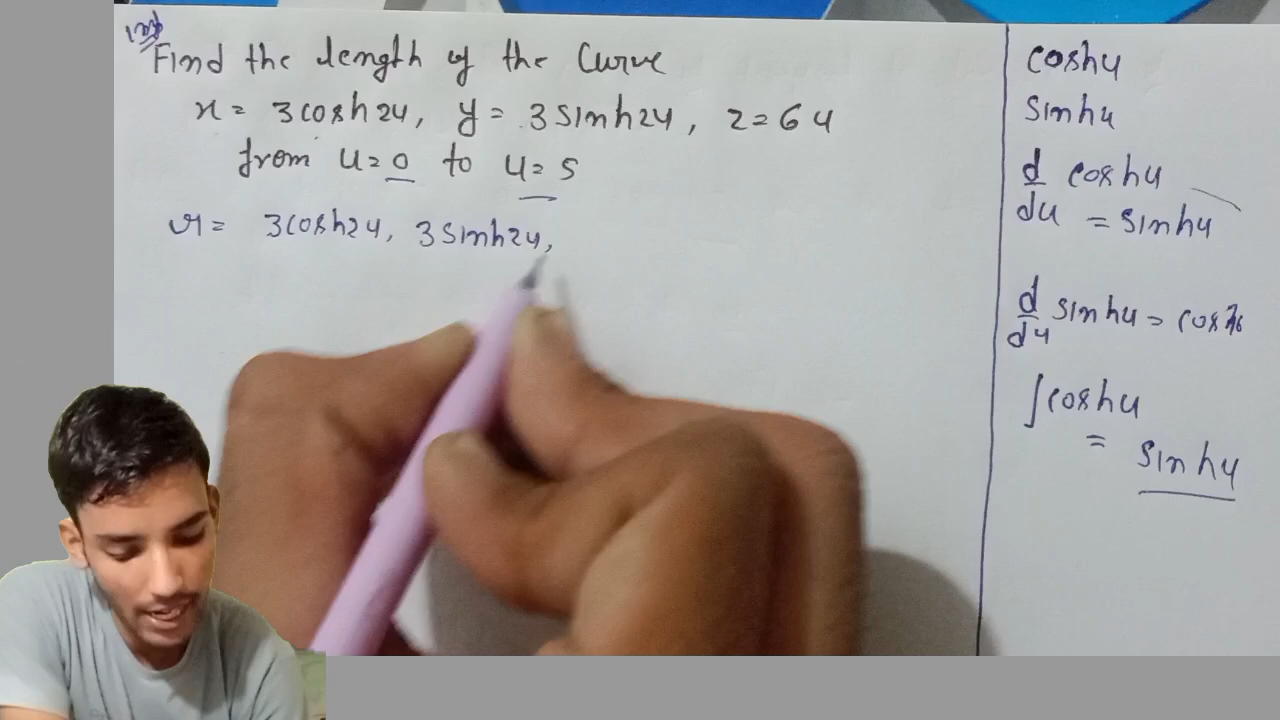 Find the length of the Curve
x = 3cosh2u, y = 3sinh2u, z = 6u
from u=0 to u=5
r = 3cosh2u, 3sinh2u,
coshu
sinhu
d/du coshu
= sinhu
d/du sinhu =
∫coshu
= sinhu